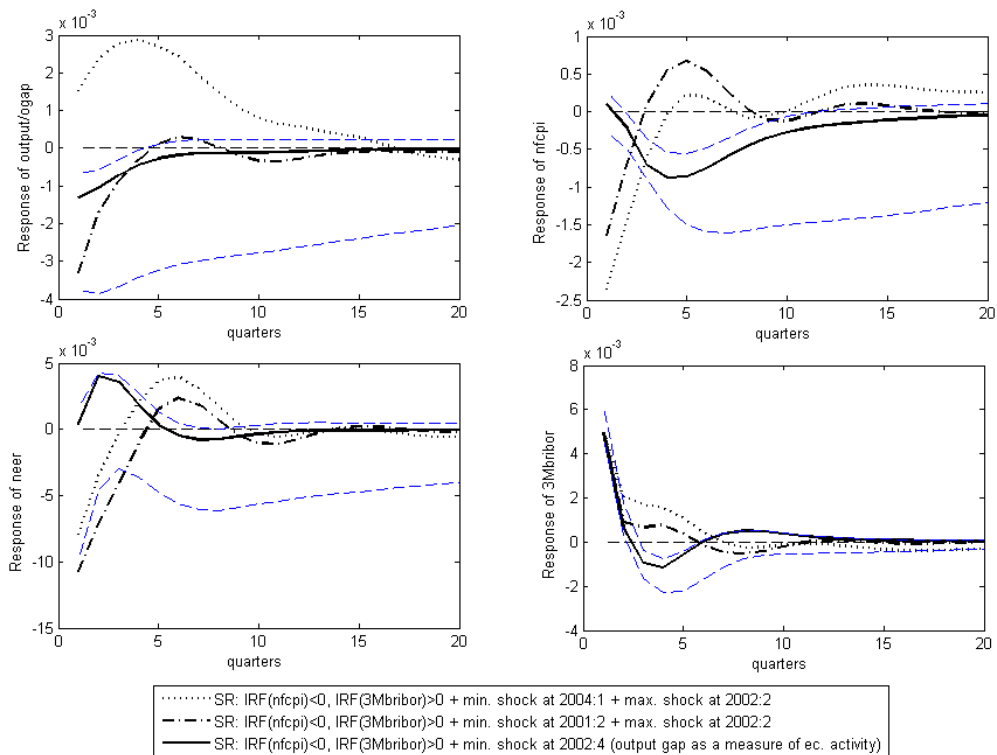 x 10⁻³
3
2
1
0
-1
-2
-3
-4
0 5 10 15 20
quarters
Response of output/ogap
x 10⁻³
1
0.5
0
-0.5
-1
-1.5
-2
-2.5
0 5 10 15 20
quarters
Response of nfcpi
x 10⁻³
5
0
-5
-10
-15
0 5 10 15 20
quarters
Response of neer
x 10⁻³
8
6
4
2
0
-2
-4
0 5 10 15 20
quarters
Response of 3Mbribor
SR: IRF(nfcpi)<0, IRF(3Mbribor)>0 + min. shock at 2004:1 + max. shock at 2002:2
SR: IRF(nfcpi)<0, IRF(3Mbribor)>0 + min. shock at 2001:2 + max. shock at 2002:2
SR: IRF(nfcpi)<0, IRF(3Mbribor)>0 + min. shock at 2002:4 (output gap as a measure of ec. activity)